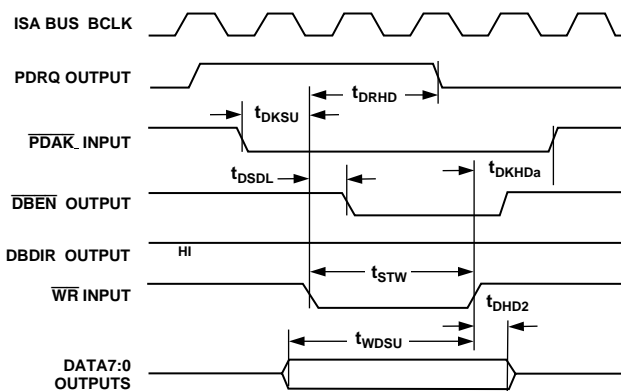 ISA BUS BCLK
PDRQ OUTPUT
tDRHD
tDKSU
PDAK INPUT
tDKHDa
tDSDL
DBEN OUTPUT
DBDIR OUTPUT
HI
tSTW
WR INPUT
tDHD2
tWDSU
DATA7:0
OUTPUTS